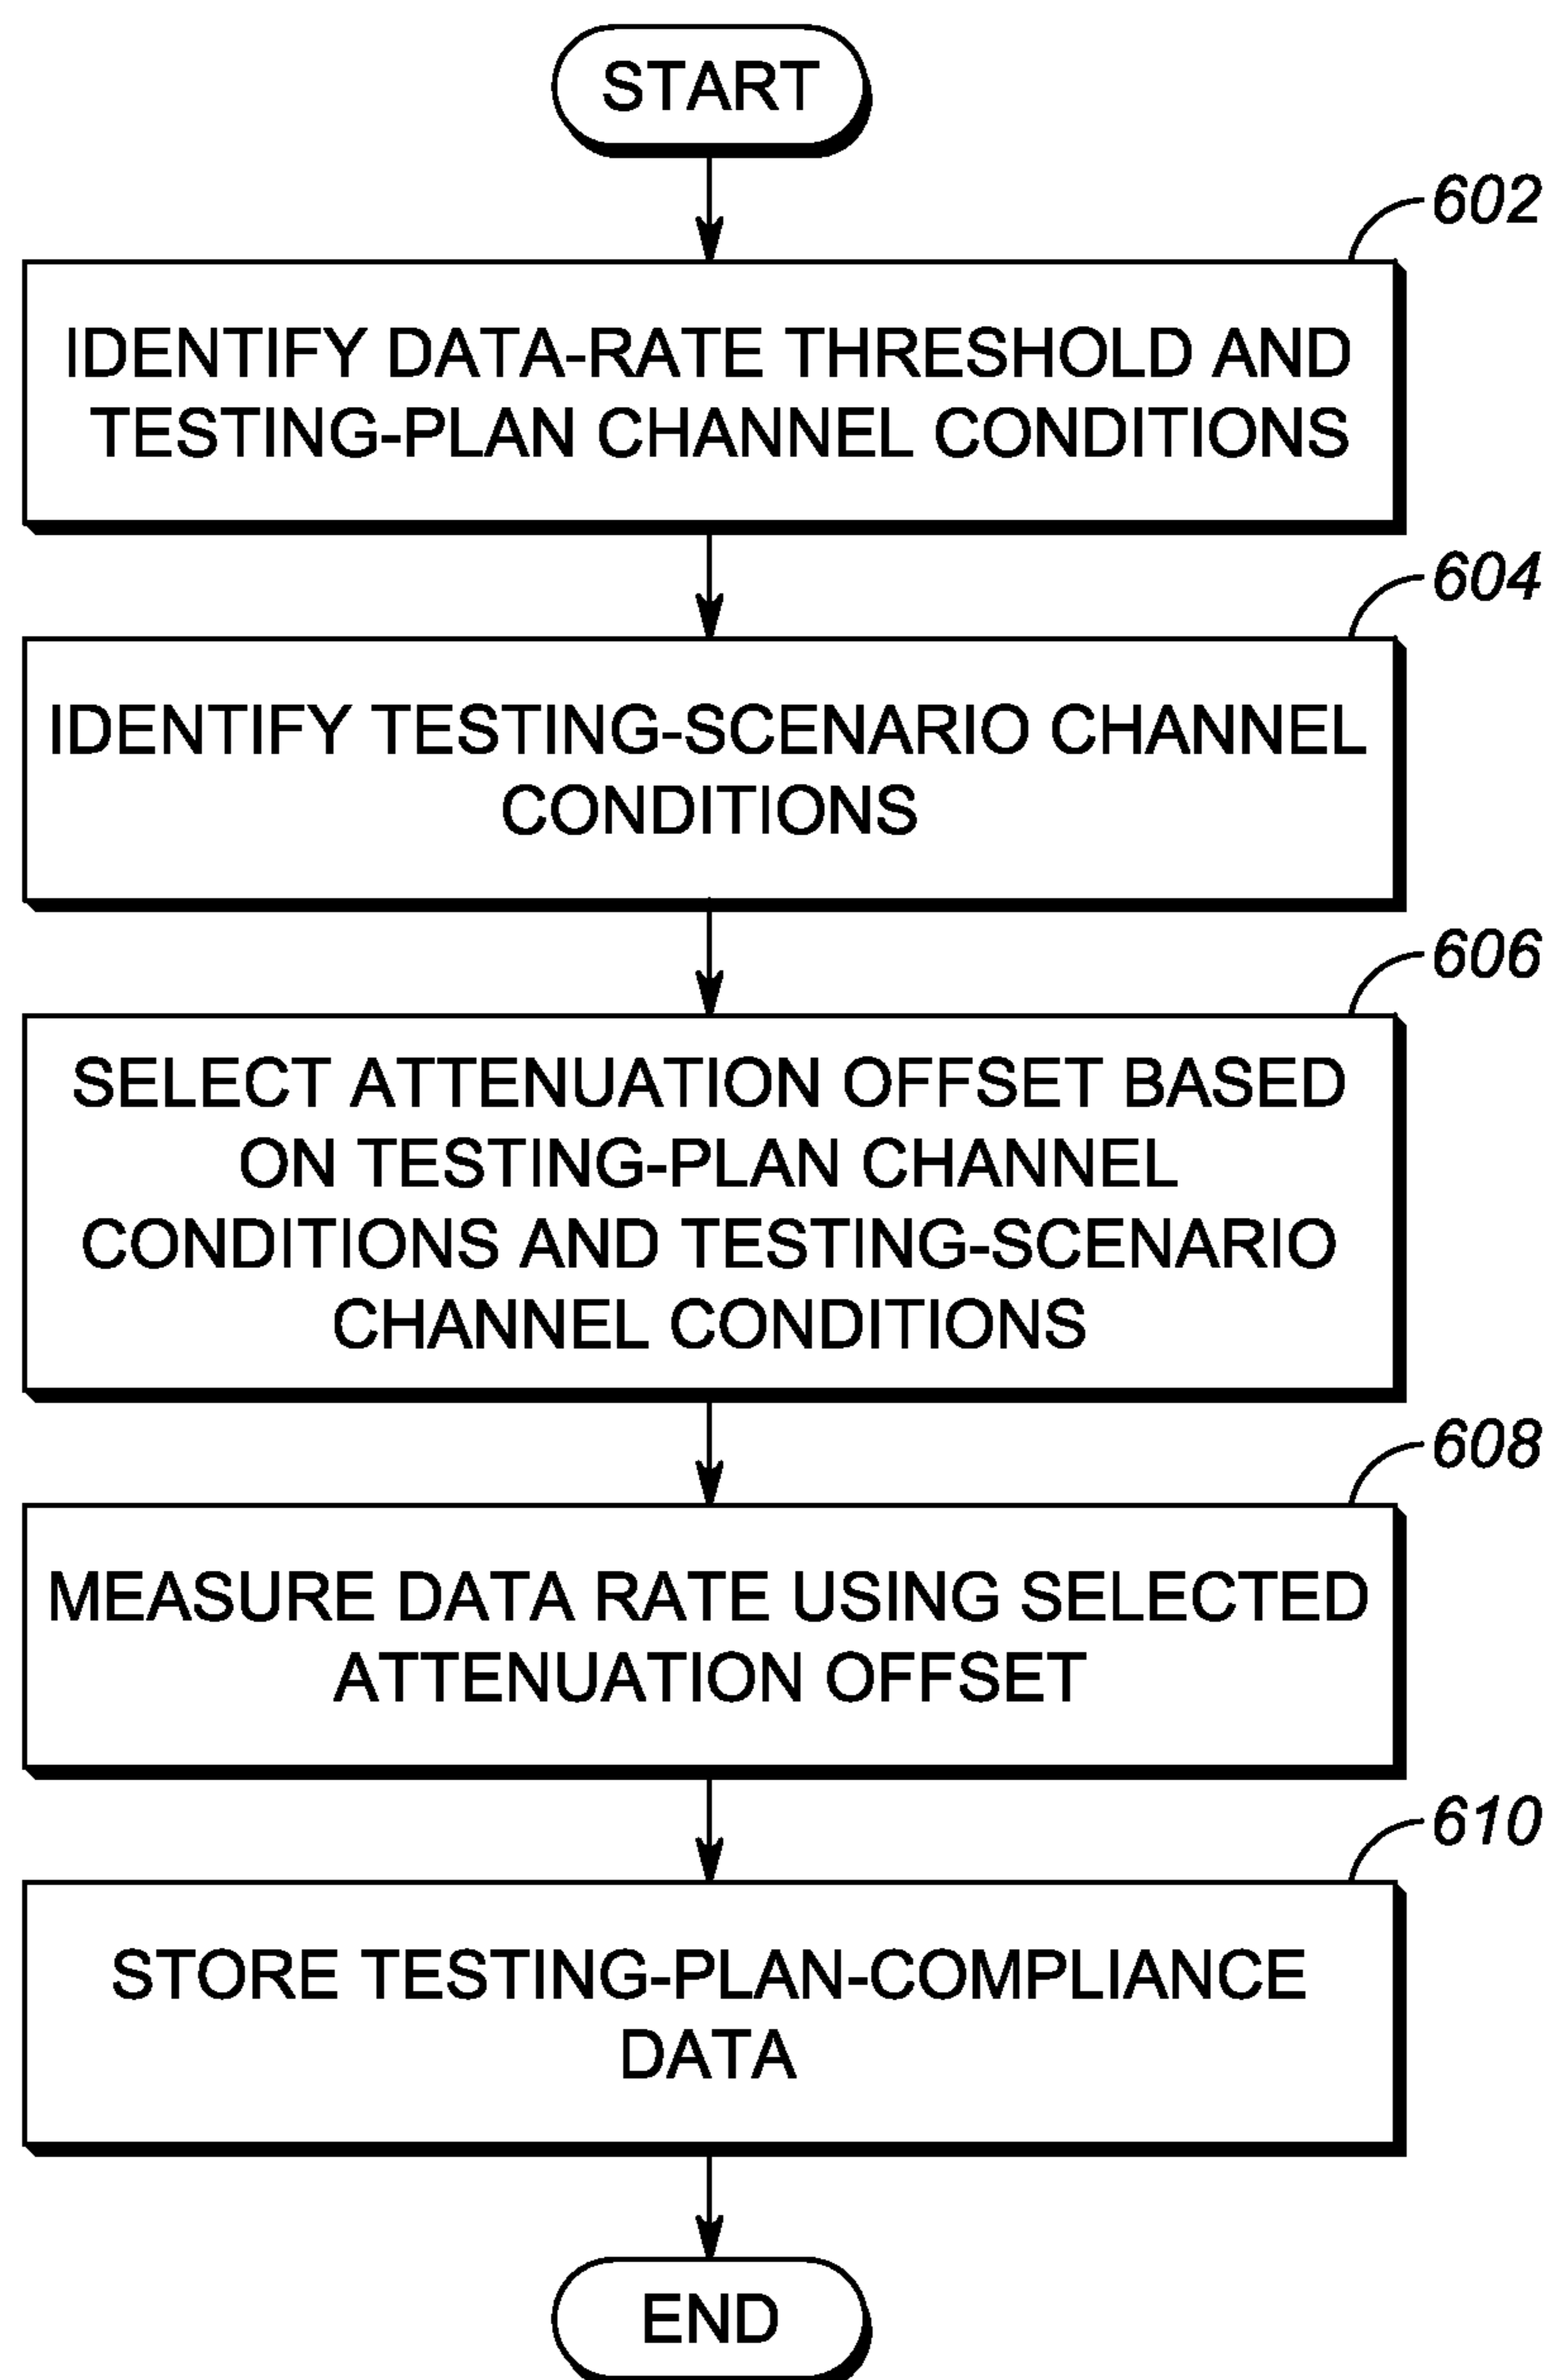 START
602
IDENTIFY DATA-RATE THRESHOLD AND
TESTING-PLAN CHANNEL CONDITIONS
604
IDENTIFY TESTING-SCENARIO CHANNEL
CONDITIONS
606
SELECT ATTENUATION OFFSET BASED
ON TESTING-PLAN CHANNEL
CONDITIONS AND TESTING-SCENARIO
CHANNEL CONDITIONS
608
MEASURE DATA RATE USING SELECTED
ATTENUATION OFFSET
610
STORE TESTING-PLAN-COMPLIANCE
DATA
END